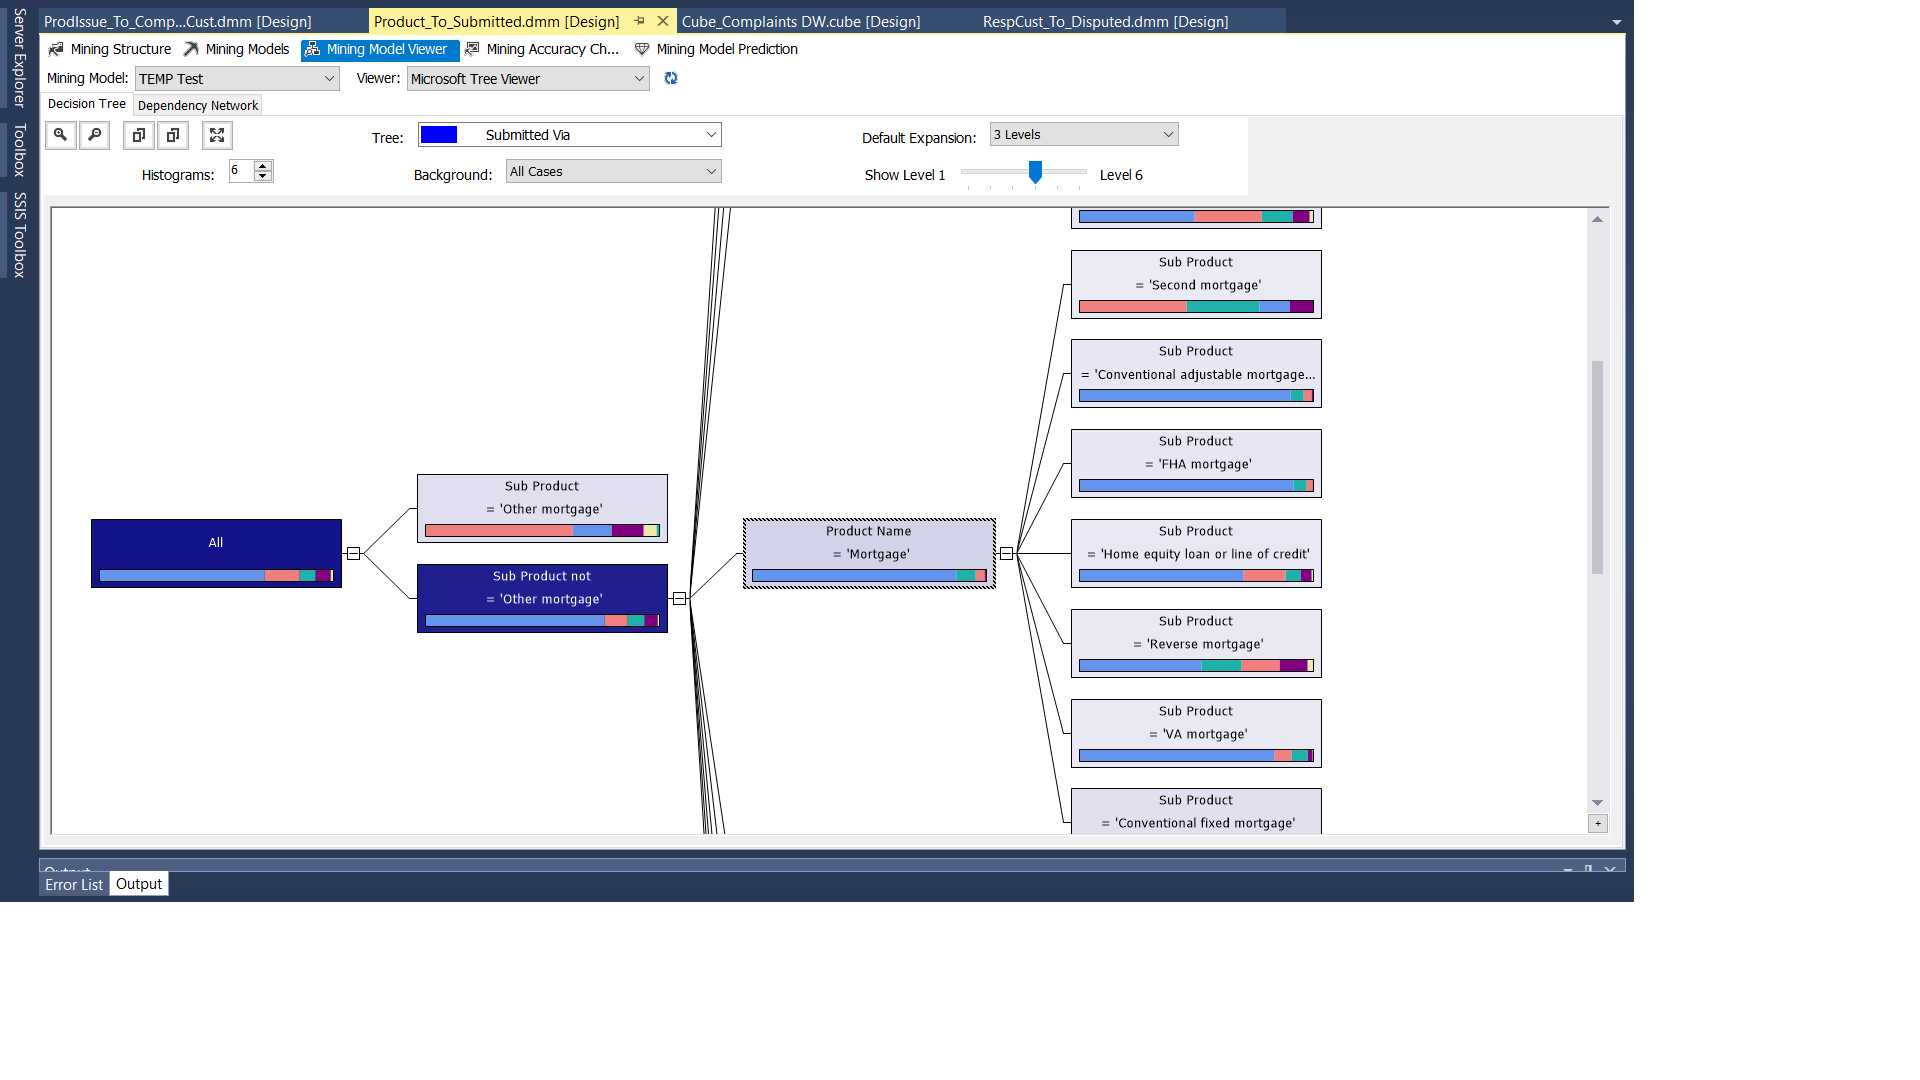 Server Explorer
Toolbox
SSIS Toolbox
ProdIssue_To_Comp...Cust.dmm [Design]
Product_To_Submitted.dmm [Design]
Cube_Complaints DW.cube [Design]
RespCust_To_Disputed.dmm [Design]
Mining Structure
Mining Models
Mining Model Viewer
Mining Accuracy Ch...
Mining Model Prediction
Mining Model: TEMP Test
Viewer: Microsoft Tree Viewer
Decision Tree
Dependency Network
Tree: Submitted Via
Default Expansion: 3 Levels
Histograms: 6
Background: All Cases
Show Level 1
Level 6
All
Sub Product
= 'Other mortgage'
Sub Product not
= 'Other mortgage'
Product Name
= 'Mortgage'
Sub Product
= 'Second mortgage'
Sub Product
= 'Conventional adjustable mortgage...
Sub Product
= 'FHA mortgage'
Sub Product
= 'Home equity loan or line of credit'
Sub Product
= 'Reverse mortgage'
Sub Product
= 'VA mortgage'
Sub Product
= 'Conventional fixed mortgage'
Output
Error List
Output